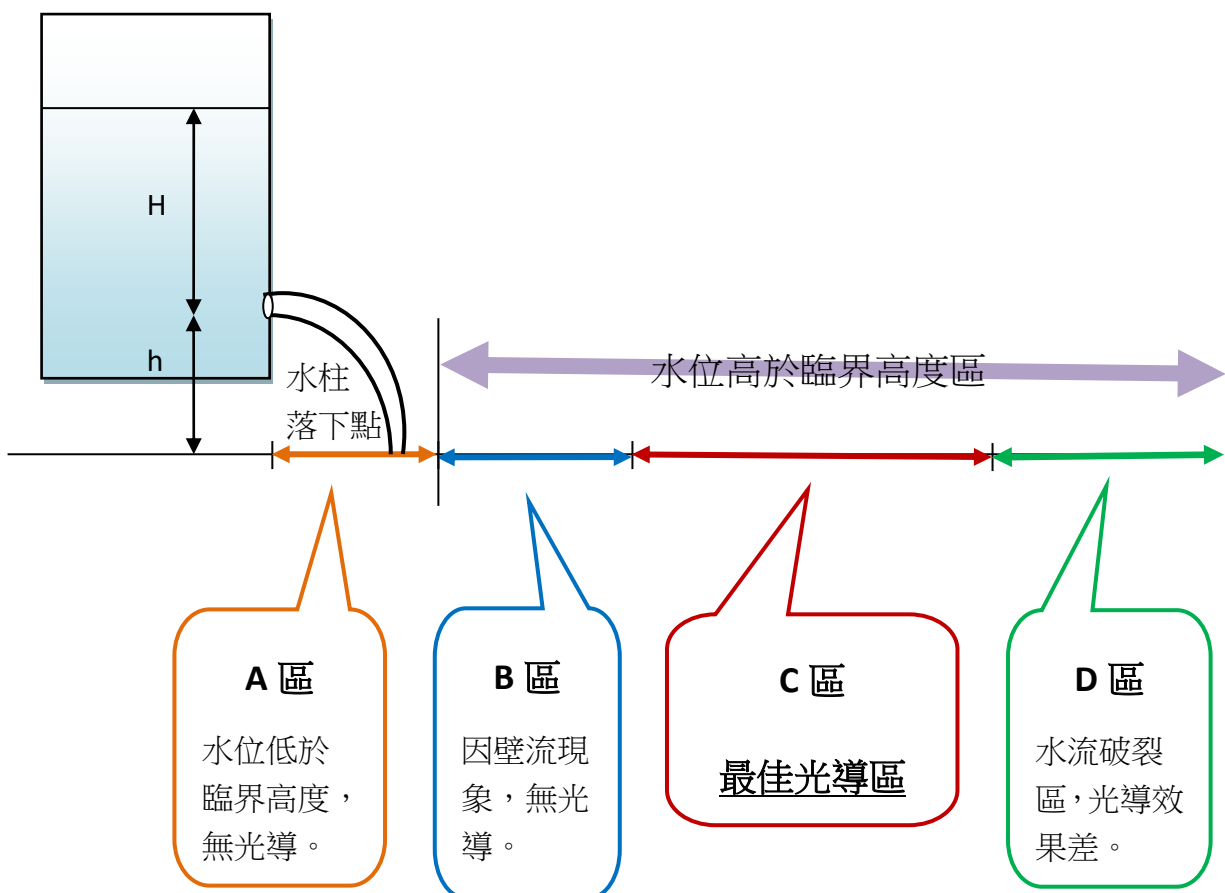 H
h
水柱
落下點
水位高於臨界高度區
A 區
水位低於
臨界高度，
無光導。
B 區
因壁流現
象，無光
導。
C 區
最佳光導區
D 區
水流破裂
區，光導效
果差。